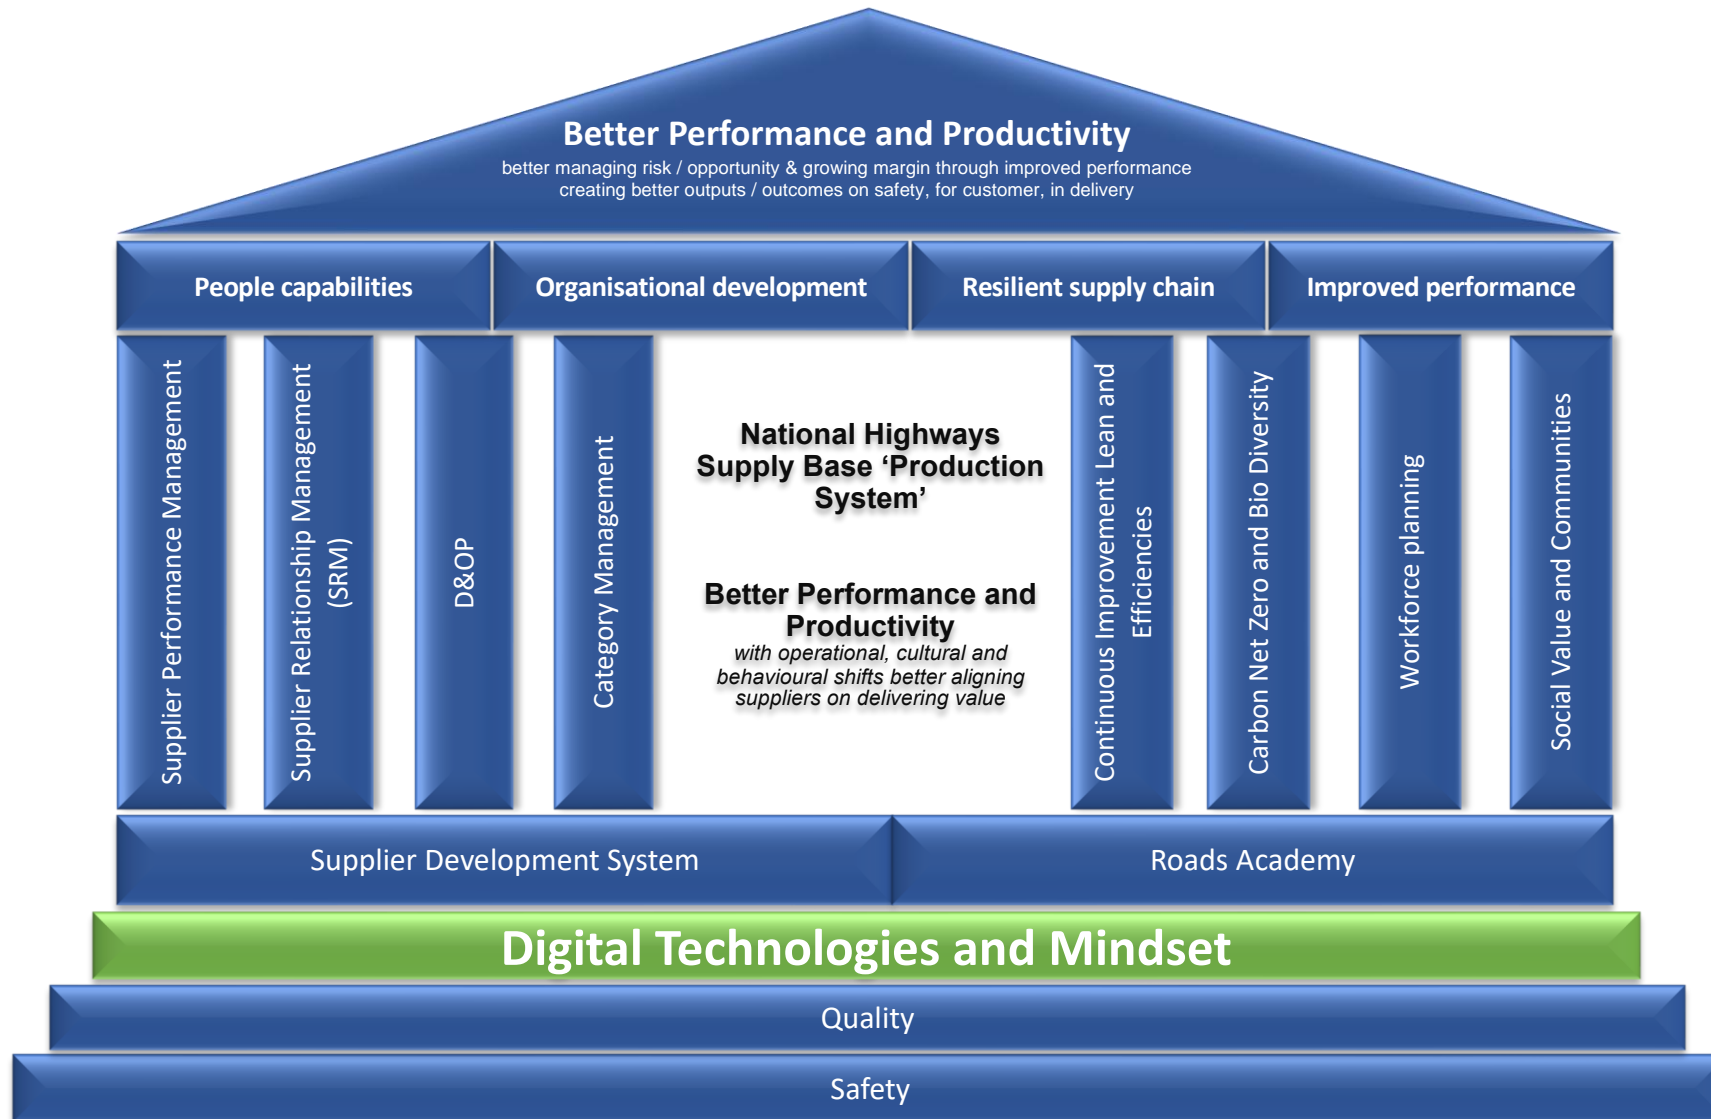 Better Performance and Productivity
better managing risk / opportunity & growing margin through improved performance
creating better outputs / outcomes on safety, for customer, in delivery
People capabilities
Organisational development
Resilient supply chain
Improved performance
Supplier Performance Management
Supplier Relationship Management
(SRM)
D&OP
Category Management
National Highways
Supply Base ‘Production
System’
Better Performance and
Productivity
with operational, cultural and
behavioural shifts better aligning
suppliers on delivering value
Continuous Improvement Lean and
Efficiencies
Carbon Net Zero and Bio Diversity
Workforce planning
Social Value and Communities
Supplier Development System
Roads Academy
Digital Technologies and Mindset
Quality
Safety